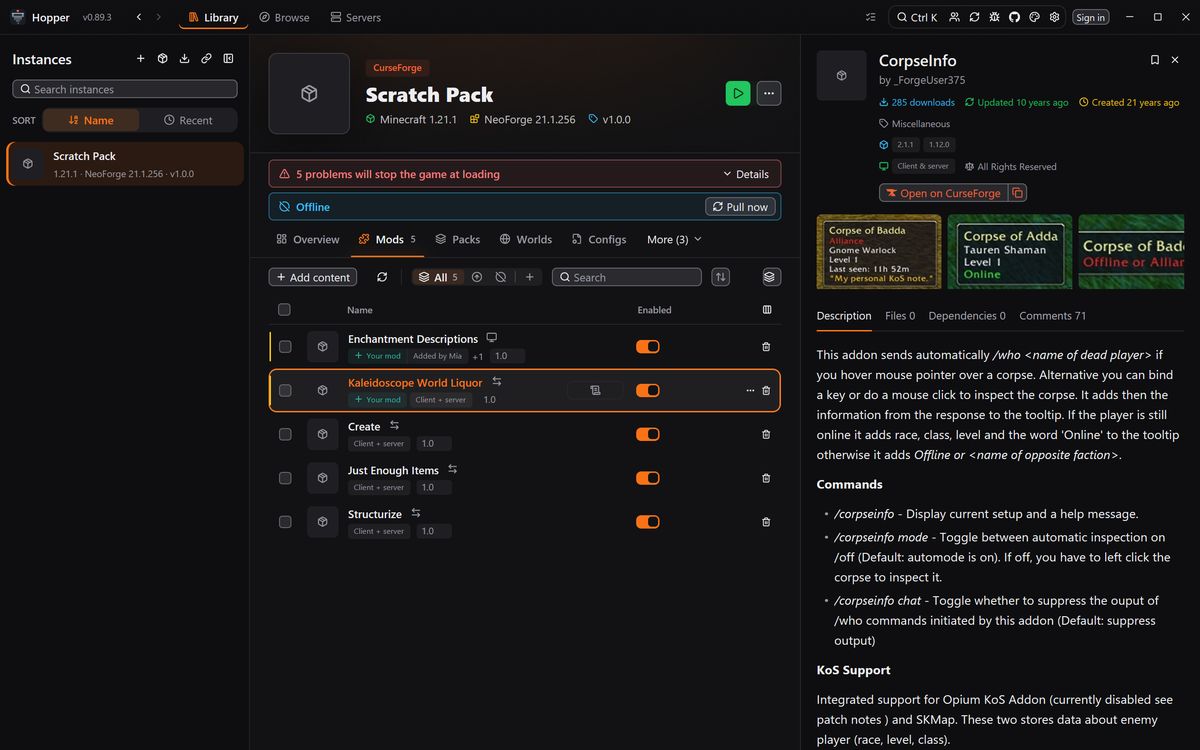 Hopper v0.89.3
Library
Browse
Servers
Ctrl K
Sign in
Instances
Search instances
SORT
Name
Recent
Scratch Pack
1.21.1 · NeoForge 21.1.256 · v1.0.0
CurseForge
Scratch Pack
Minecraft 1.21.1
NeoForge 21.1.256
v1.0.0
5 problems will stop the game at loading
Details
Offline
Pull now
Overview
Mods 5
Packs
Worlds
Configs
More (3)
+ Add content
All 5
Search
Name
Enabled
Enchantment Descriptions
+ Your mod
Added by Mia
+1
1.0
Kaleidoscope World Liquor
+ Your mod
Client + server
1.0
Create
Client + server
1.0
Just Enough Items
Client + server
1.0
Structurize
Client + server
1.0
CorpseInfo
by _ForgeUser375
285 downloads
Updated 10 years ago
Created 21 years ago
Miscellaneous
2.1.1
1.12.0
Client & server
All Rights Reserved
Open on CurseForge
Corpse of Badda
Alliance
Gnome Warlock
Level 1
Last seen: 11h 52m
"My personal KoS note."
Corpse of Adda
Tauren Shaman
Level 1
Online
Corpse of Bad
Offline or Allian
Description
Files 0
Dependencies 0
Comments 71
This addon sends automatically /who <name of dead player> if
you hover mouse pointer over a corpse. Alternative you can bind
a key or do a mouse click to inspect the corpse. It adds then the
information from the response to the tooltip. If the player is still
online it adds race, class, level and the word 'Online' to the tooltip
otherwise it adds Offline or <name of opposite faction>.
Commands
• /corpseinfo - Display current setup and a help message.
• /corpseinfo mode - Toggle between automatic inspection on
/off (Default: automode is on). If off, you have to left click the
corpse to inspect it.
• /corpseinfo chat - Toggle whether to suppress the ouput of
/who commands initiated by this addon (Default: suppress
output)
KoS Support
Integrated support for Opium KoS Addon (currently disabled see
patch notes ) and SKMap. These two stores data about enemy
player (race, level, class).